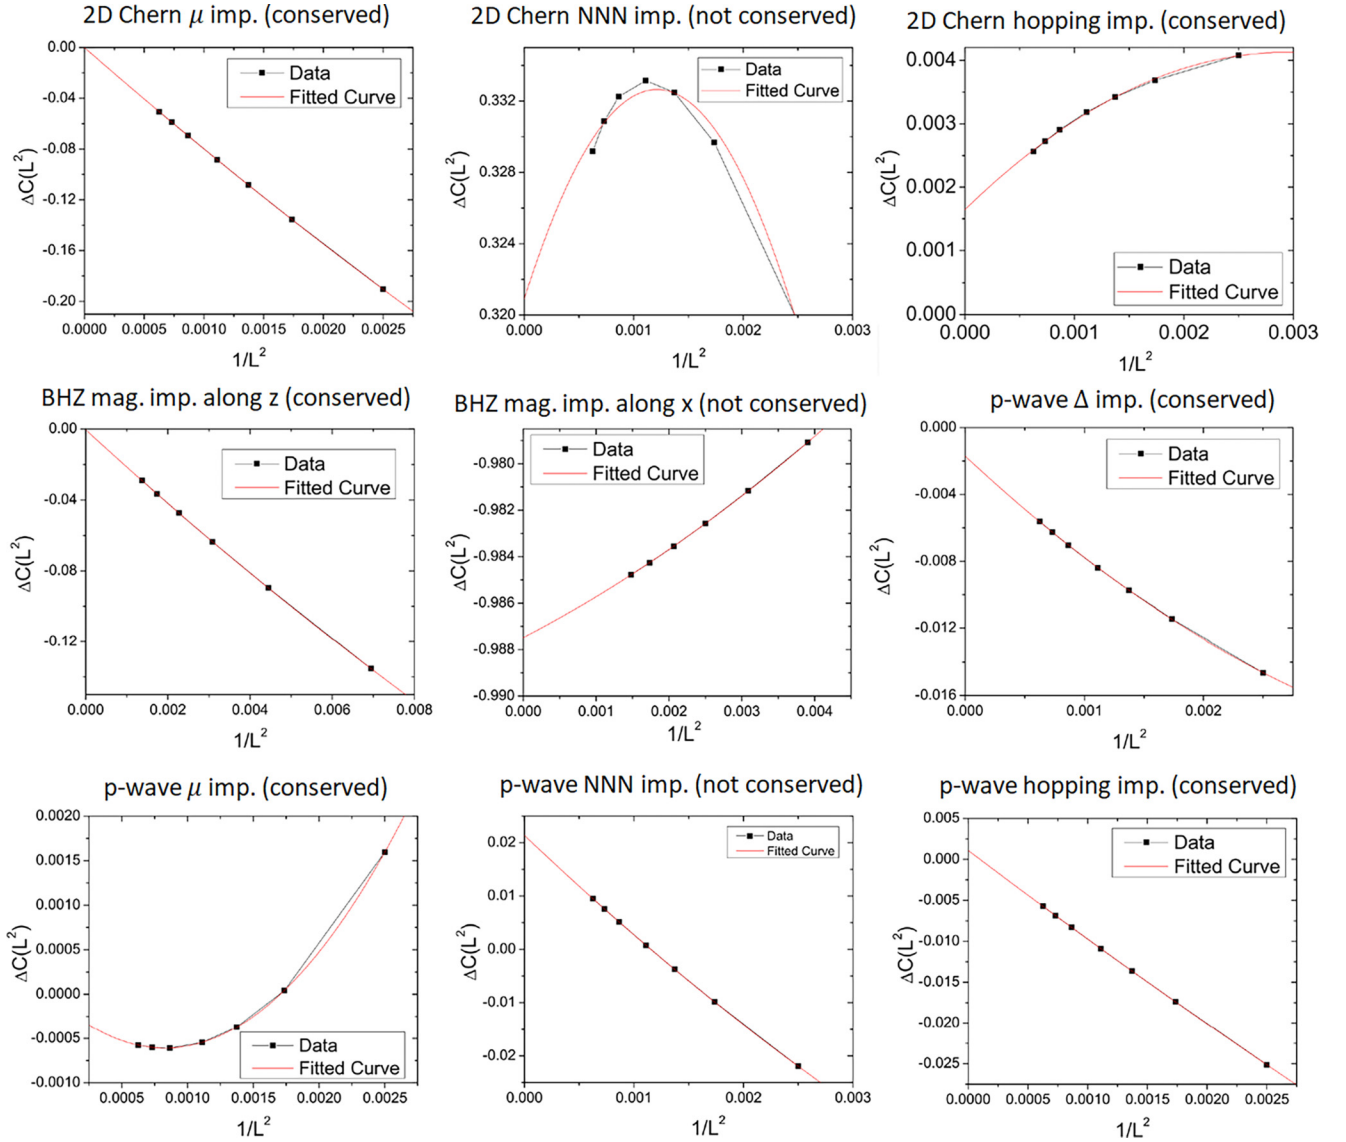 2D Chern μ imp. (conserved)
0.00
-0.04
-0.08
-0.12
-0.16
-0.20
ΔC(L²)
Data
Fitted Curve
0.0000 0.0005 0.0010 0.0015 0.0020 0.0025
1/L²
2D Chern NNN imp. (not conserved)
0.332
0.328
0.324
0.320
ΔC(L²)
Data
Fitted Curve
0.000 0.001 0.002 0.003
1/L²
2D Chern hopping imp. (conserved)
0.004
0.003
0.002
0.001
0.000
ΔC(L²)
Data
Fitted Curve
0.000 0.001 0.002 0.003
1/L²
BHZ mag. imp. along z (conserved)
0.00
-0.04
-0.08
-0.12
ΔC(L²)
Data
Fitted Curve
0.000 0.002 0.004 0.006 0.008
1/L²
BHZ mag. imp. along x (not conserved)
-0.980
-0.982
-0.984
-0.986
-0.988
-0.990
ΔC(L²)
Data
Fitted Curve
0.000 0.001 0.002 0.003 0.004
1/L²
p-wave Δ imp. (conserved)
0.000
-0.004
-0.008
-0.012
-0.016
ΔC(L²)
Data
Fitted Curve
0.000 0.001 0.002
1/L²
p-wave μ imp. (conserved)
0.0020
0.0015
0.0010
0.0005
0.0000
-0.0005
-0.0010
ΔC(L²)
Data
Fitted Curve
0.0005 0.0010 0.0015 0.0020 0.0025
1/L²
p-wave NNN imp. (not conserved)
0.02
0.01
0.00
-0.01
-0.02
ΔC(L²)
Data
Fitted Curve
0.000 0.001 0.002 0.003
1/L²
p-wave hopping imp. (conserved)
0.005
0.000
-0.005
-0.010
-0.015
-0.020
-0.025
ΔC(L²)
Data
Fitted Curve
0.0000 0.0005 0.0010 0.0015 0.0020 0.0025
1/L²